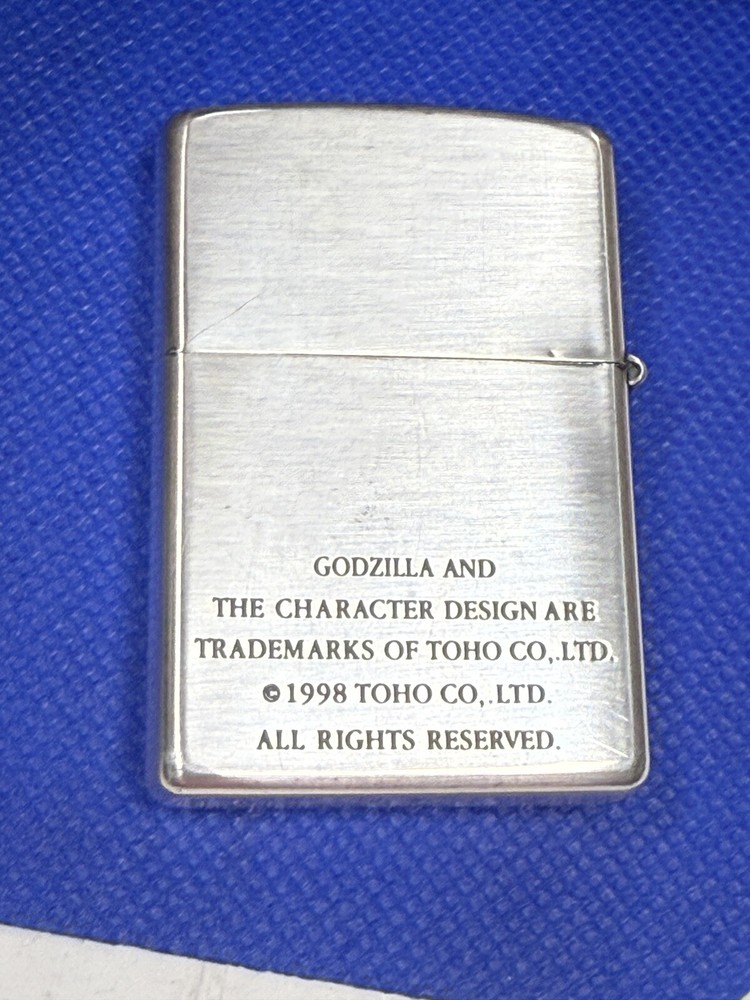 GODZILLA AND
THE CHARACTER DESIGN ARE
TRADEMARKS OF TOHO CO,.LTD.
©1998 TOHO CO,.LTD.
ALL RIGHTS RESERVED.